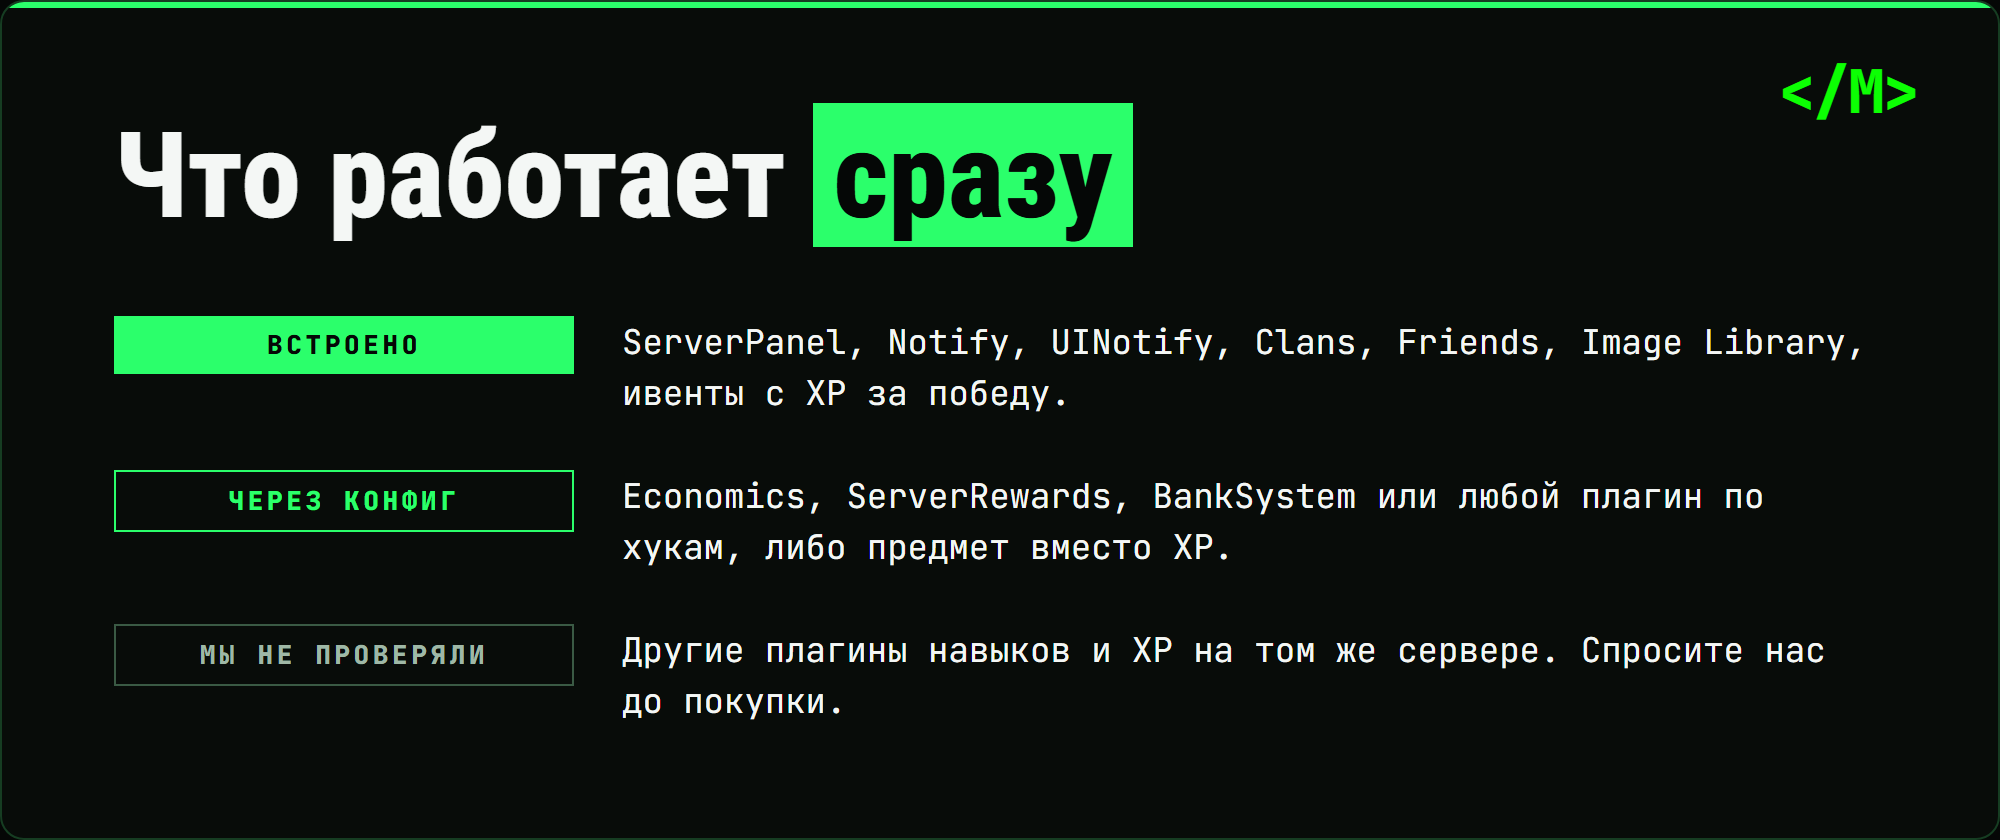 </M>
Что работает сразу
ВСТРОЕНО
ServerPanel, Notify, UINotify, Clans, Friends, Image Library,
ивенты с XP за победу.
ЧЕРЕЗ КОНФИГ
Economics, ServerRewards, BankSystem или любой плагин по
хукам, либо предмет вместо XP.
МЫ НЕ ПРОВЕРЯЛИ
Другие плагины навыков и XP на том же сервере. Спросите нас
до покупки.